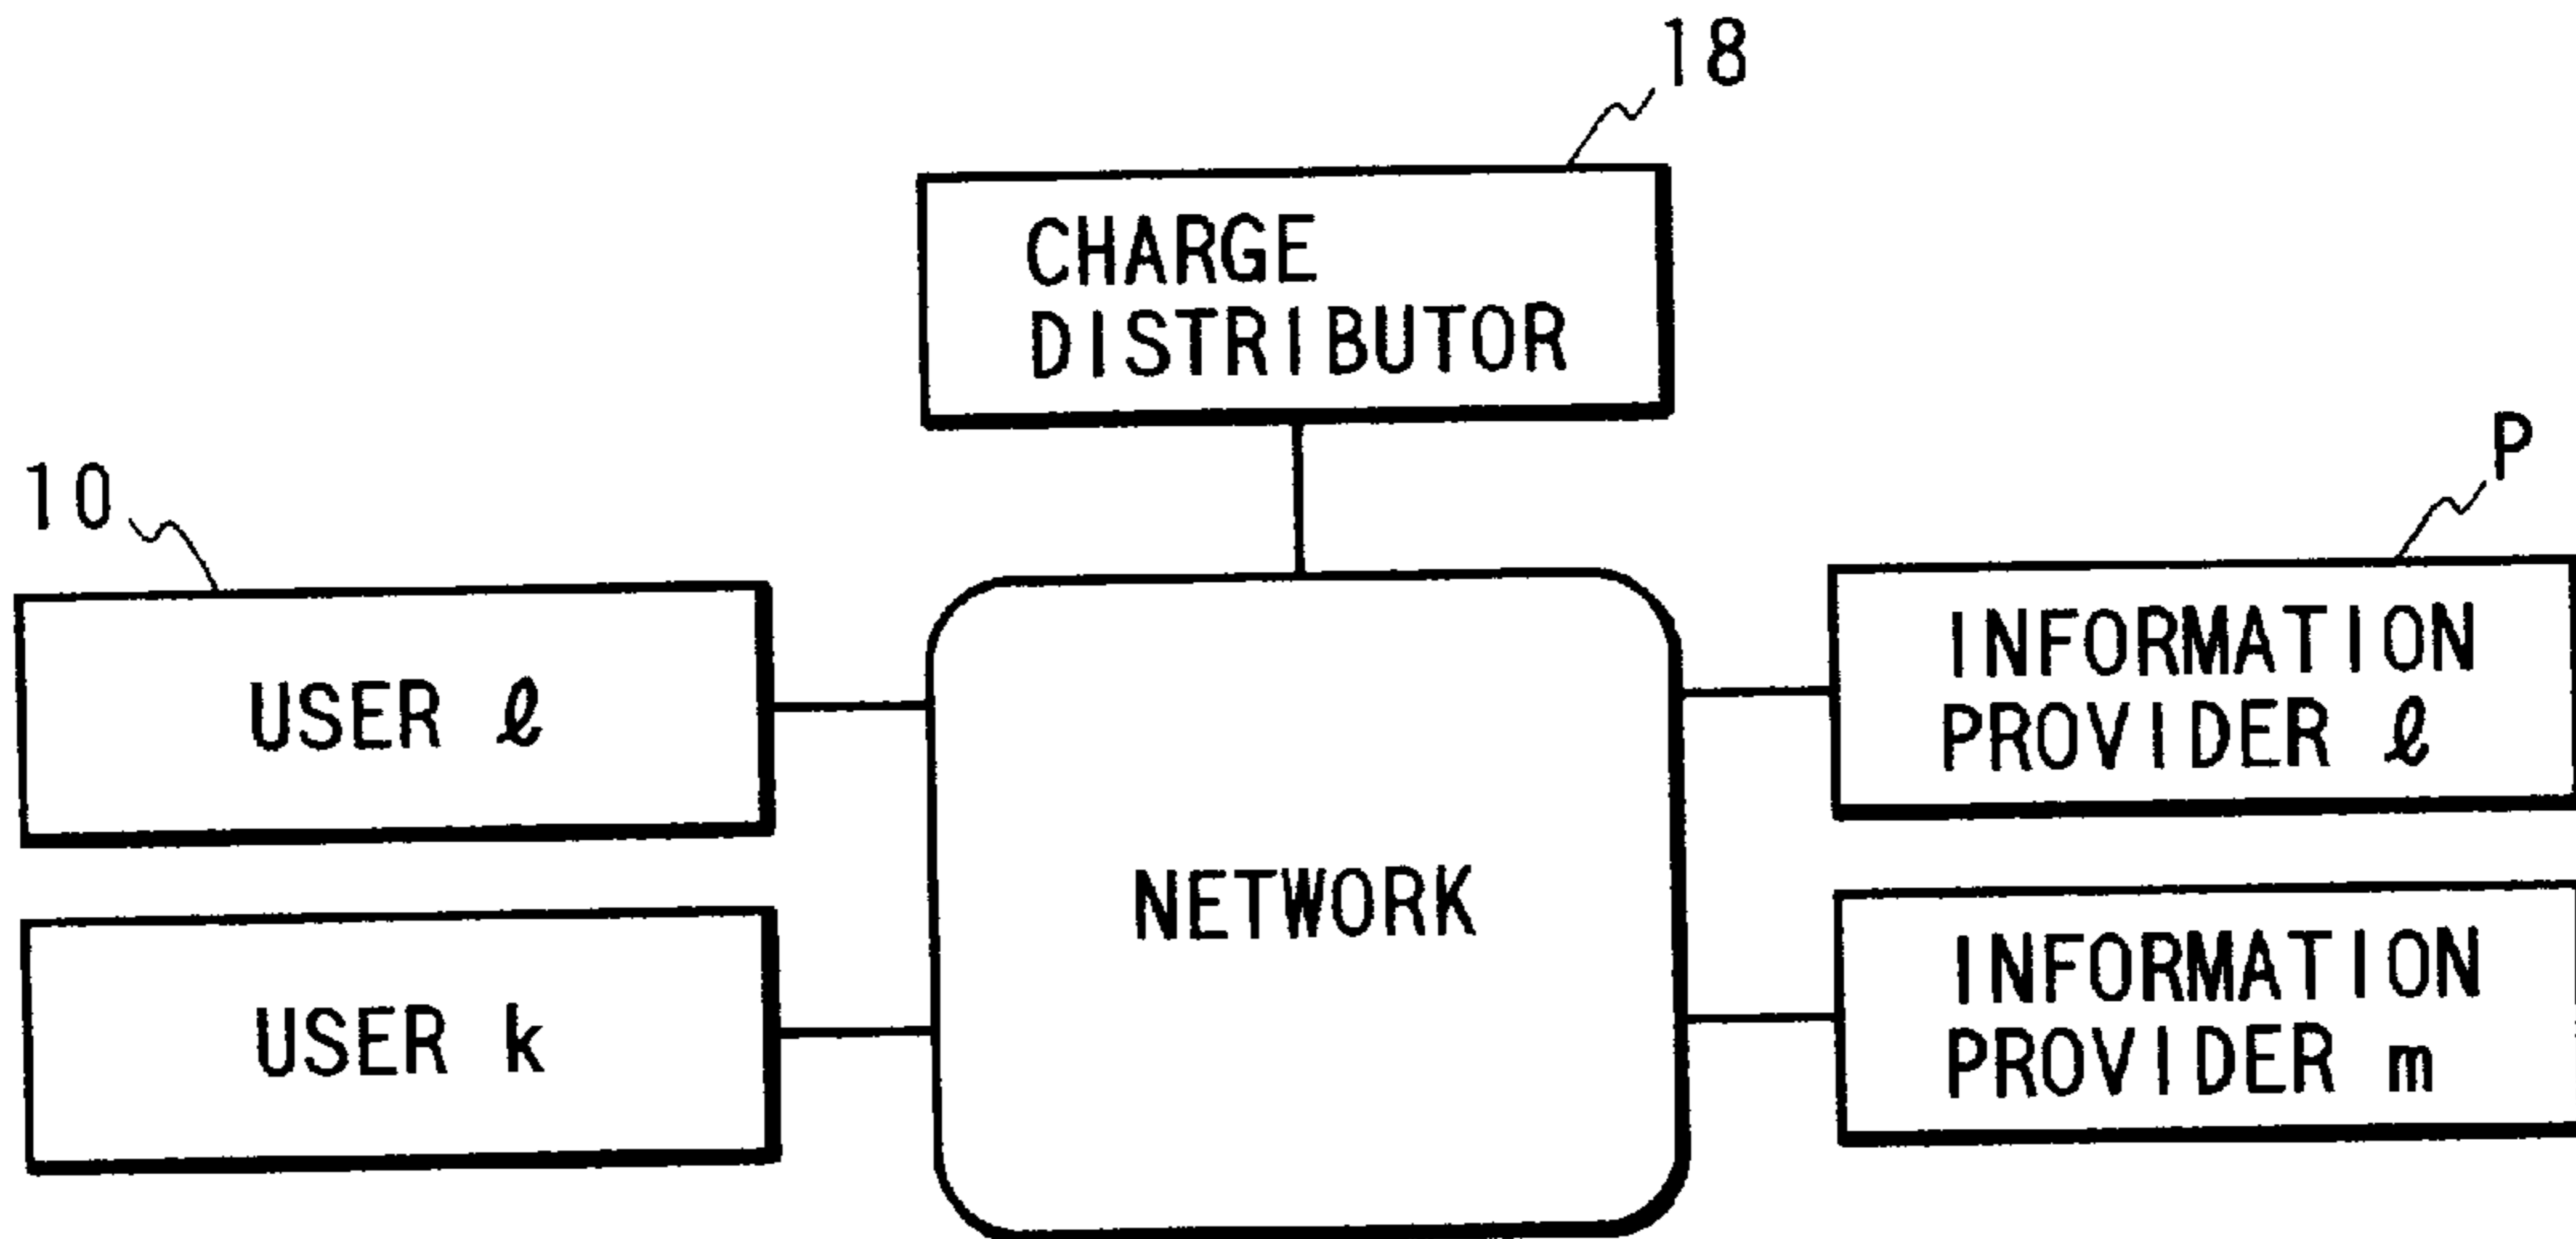 18
CHARGE
DISTRIBUTOR
10
P
USER ℓ
INFORMATION
PROVIDER ℓ
NETWORK
USER k
INFORMATION
PROVIDER m